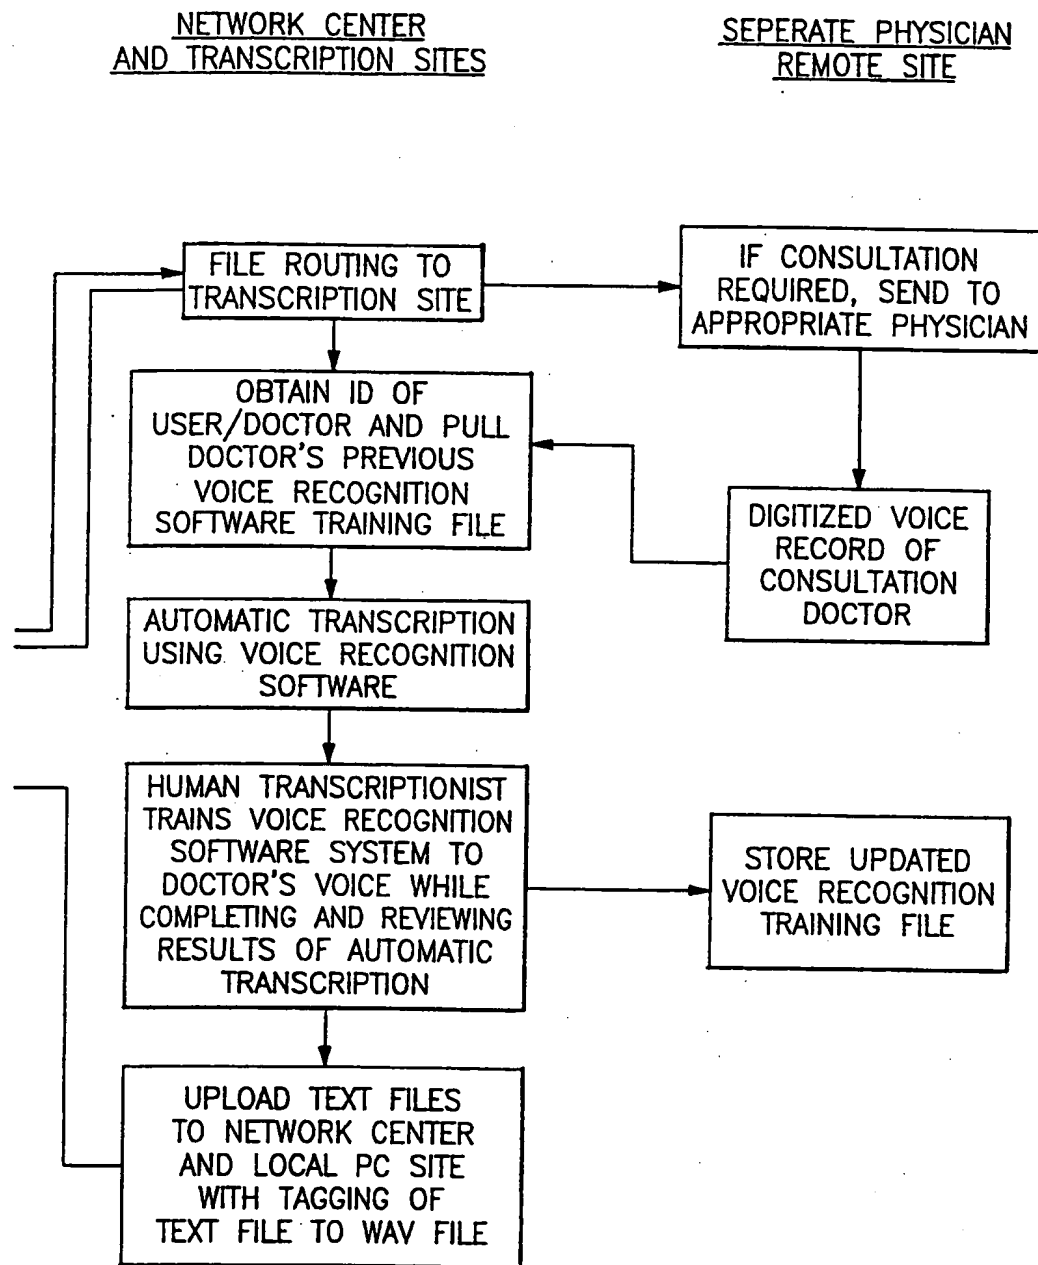 NETWORK CENTER
AND TRANSCRIPTION SITES
SEPERATE PHYSICIAN
REMOTE SITE
FILE ROUTING TO
TRANSCRIPTION SITE
IF CONSULTATION
REQUIRED, SEND TO
APPROPRIATE PHYSICIAN
OBTAIN ID OF
USER/DOCTOR AND PULL
DOCTOR'S PREVIOUS
VOICE RECOGNITION
SOFTWARE TRAINING FILE
DIGITIZED VOICE
RECORD OF
CONSULTATION
DOCTOR
AUTOMATIC TRANSCRIPTION
USING VOICE RECOGNITION
SOFTWARE
HUMAN TRANSCRIPTIONIST
TRAINS VOICE RECOGNITION
SOFTWARE SYSTEM TO
DOCTOR'S VOICE WHILE
COMPLETING AND REVIEWING
RESULTS OF AUTOMATIC
TRANSCRIPTION
STORE UPDATED
VOICE RECOGNITION
TRAINING FILE
UPLOAD TEXT FILES
TO NETWORK CENTER
AND LOCAL PC SITE
WITH TAGGING OF
TEXT FILE TO WAV FILE